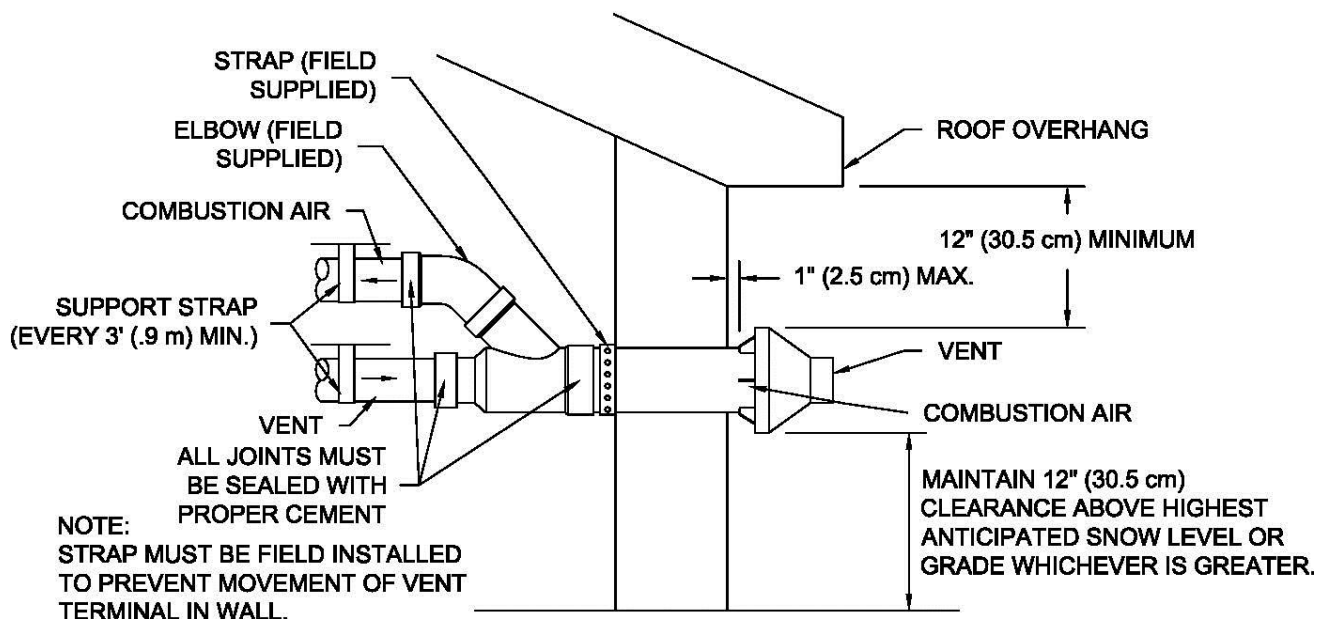 STRAP (FIELD
SUPPLIED)
ELBOW (FIELD
SUPPLIED)
COMBUSTION AIR
SUPPORT STRAP
(EVERY 3' (.9 m) MIN.)
VENT
ALL JOINTS MUST
BE SEALED WITH
PROPER CEMENT
NOTE:
STRAP MUST BE FIELD INSTALLED
TO PREVENT MOVEMENT OF VENT
TERMINAL IN WALL.
ROOF OVERHANG
12" (30.5 cm) MINIMUM
1" (2.5 cm) MAX.
VENT
COMBUSTION AIR
MAINTAIN 12" (30.5 cm)
CLEARANCE ABOVE HIGHEST
ANTICIPATED SNOW LEVEL OR
GRADE WHICHEVER IS GREATER.